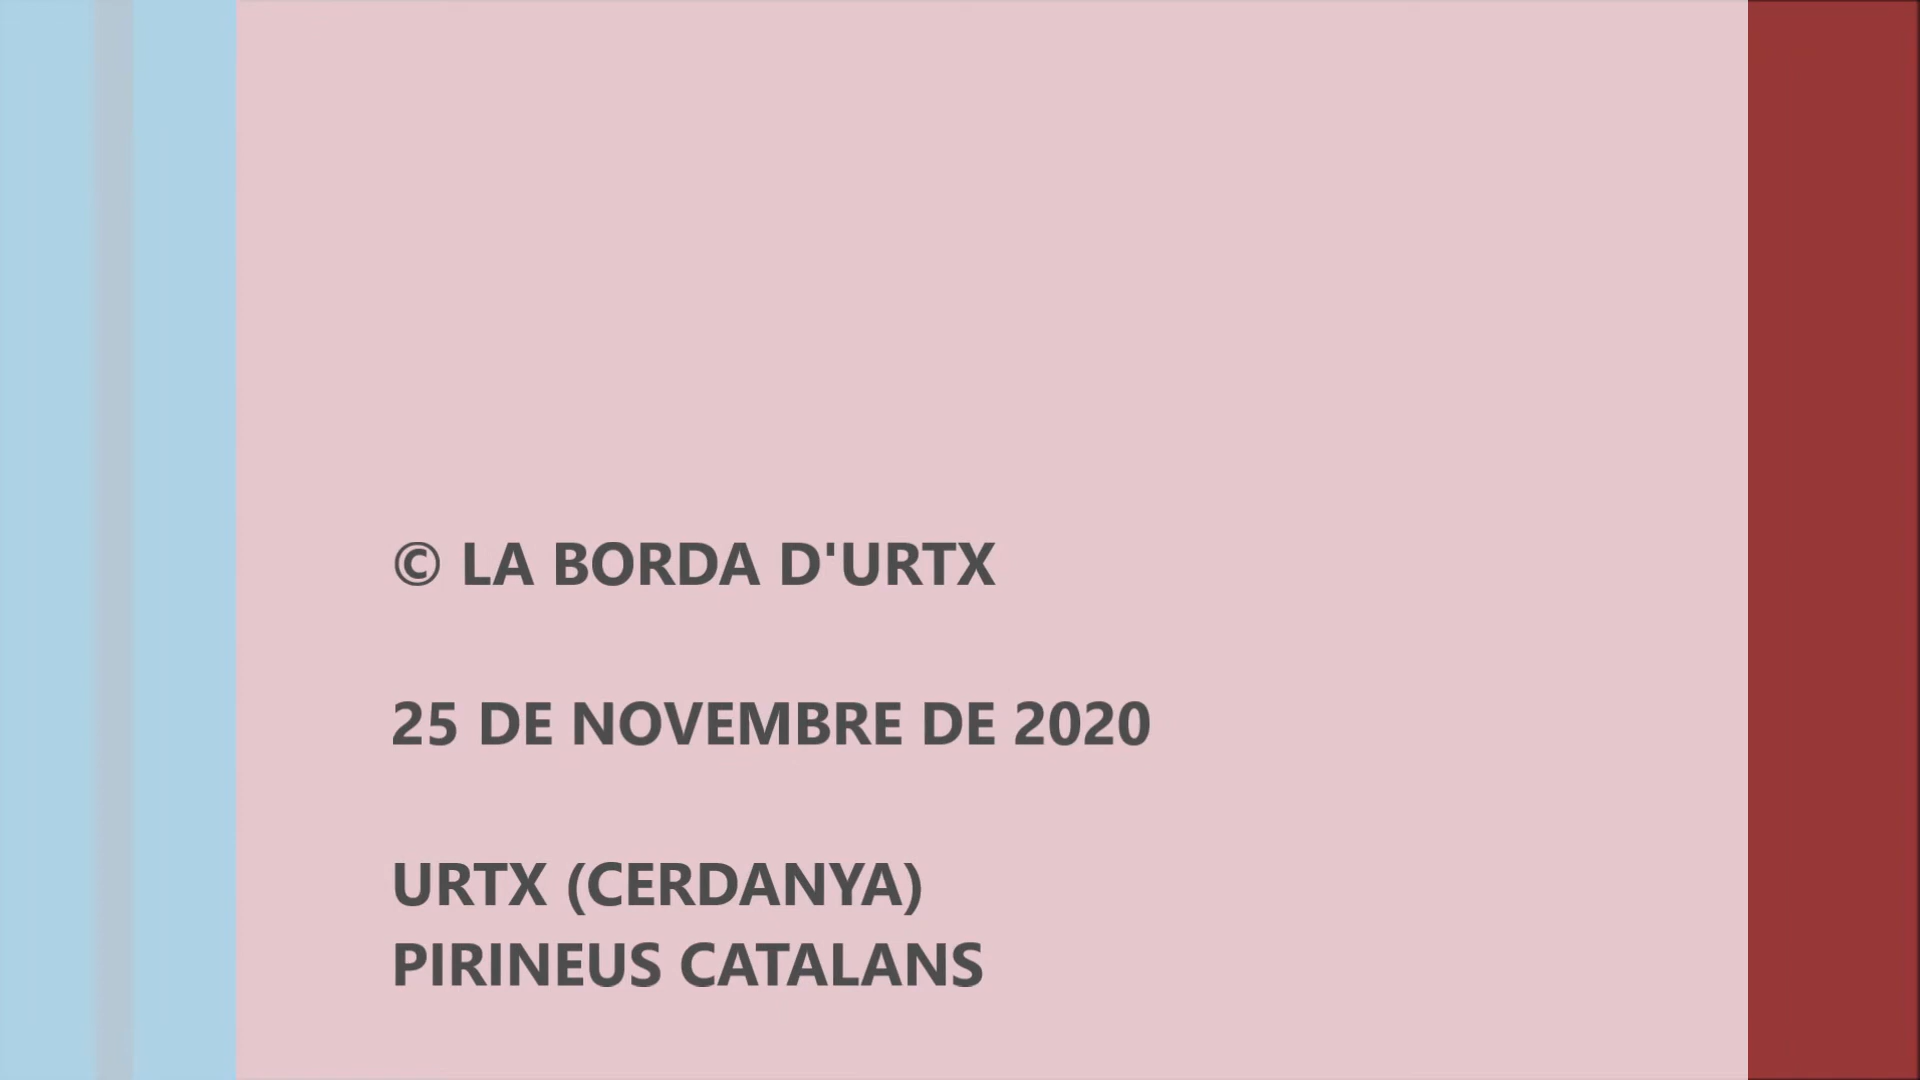 © LA BORDA D'URTX
25 DE NOVEMBRE DE 2020
URTX (CERDANYA)
PIRINEUS CATALANS